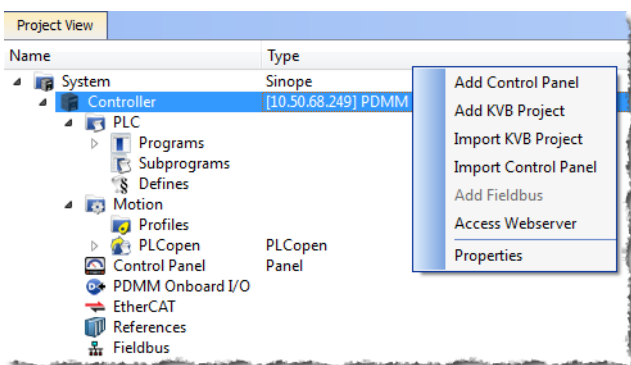 Project View
Name Type
System Sinope
Controller [10.50.68.249] PDMM
PLC
Programs
Subprograms
Defines
Motion
Profiles
PLCopen PLCopen
Control Panel Panel
PDMM Onboard I/O
EtherCAT
References
Fieldbus
Add Control Panel
Add KVB Project
Import KVB Project
Import Control Panel
Add Fieldbus
Access Webserver
Properties